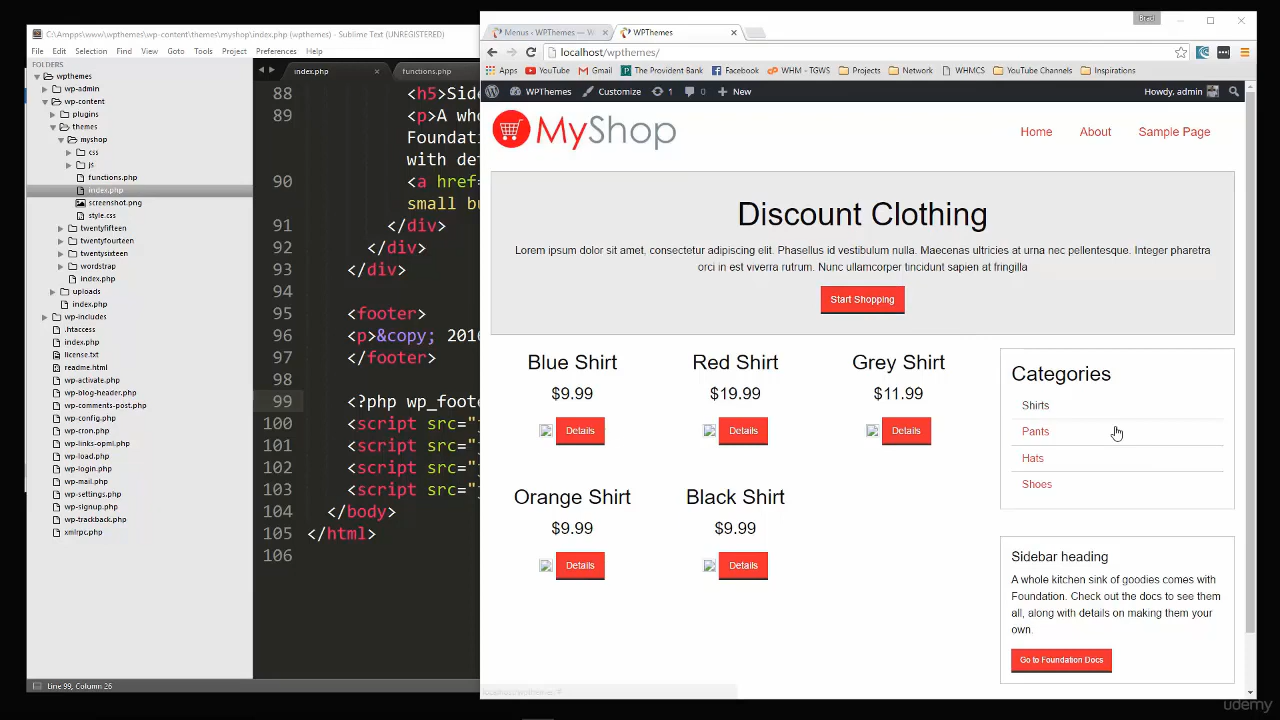 C:\Ampps\www\wpthemes\wp-content\themes\myshop\index.php (wpthemes) - Sublime Text (UNREGISTERED)
File Edit Selection Find View Goto Tools Project Preferences Help
FOLDERS
wpthemes
wp-admin
wp-content
plugins
themes
myshop
css
js
functions.php
index.php
screenshot.png
style.css
twentyfifteen
twentyfourteen
twentysixteen
wordstrap
index.php
uploads
index.php
wp-includes
.htaccess
index.php
license.txt
readme.html
wp-activate.php
wp-blog-header.php
wp-comments-post.php
wp-config.php
wp-cron.php
wp-links-opml.php
wp-load.php
wp-login.php
wp-mail.php
wp-settings.php
wp-signup.php
wp-trackback.php
xmlrpc.php
Line 99, Column 26
index.php × functions.php
88 <h5>Side
89 <p>A who
Foundati
with det
90 <a href=
small bu
91 </div>
92 </div>
93 </div>
94
95 <footer>
96 <p>&copy; 2016
97 </footer>
98
99 <?php wp_foote
100 <script src="j
101 <script src="j
102 <script src="j
103 <script src="j
104 </body>
105 </html>
106
Brad
Menus ‹ WPThemes — W × WPThemes ×
localhost/wpthemes/
Apps YouTube Gmail The Provident Bank Facebook WHM - TGWS Projects Network WHMCS YouTube Channels Inspirations
WPThemes Customize 1 0 New Howdy, admin
MyShop
Home About Sample Page
Discount Clothing
Lorem ipsum dolor sit amet, consectetur adipiscing elit. Phasellus id vestibulum nulla. Maecenas ultricies at urna nec pellentesque. Integer pharetra
orci in est viverra rutrum. Nunc ullamcorper tincidunt sapien at fringilla
Start Shopping
Blue Shirt Red Shirt Grey Shirt
$9.99 $19.99 $11.99
Details Details Details
Orange Shirt Black Shirt
$9.99 $9.99
Details Details
Categories
Shirts
Pants
Hats
Shoes
Sidebar heading
A whole kitchen sink of goodies comes with
Foundation. Check out the docs to see them
all, along with details on making them your
own.
Go to Foundation Docs
udemy